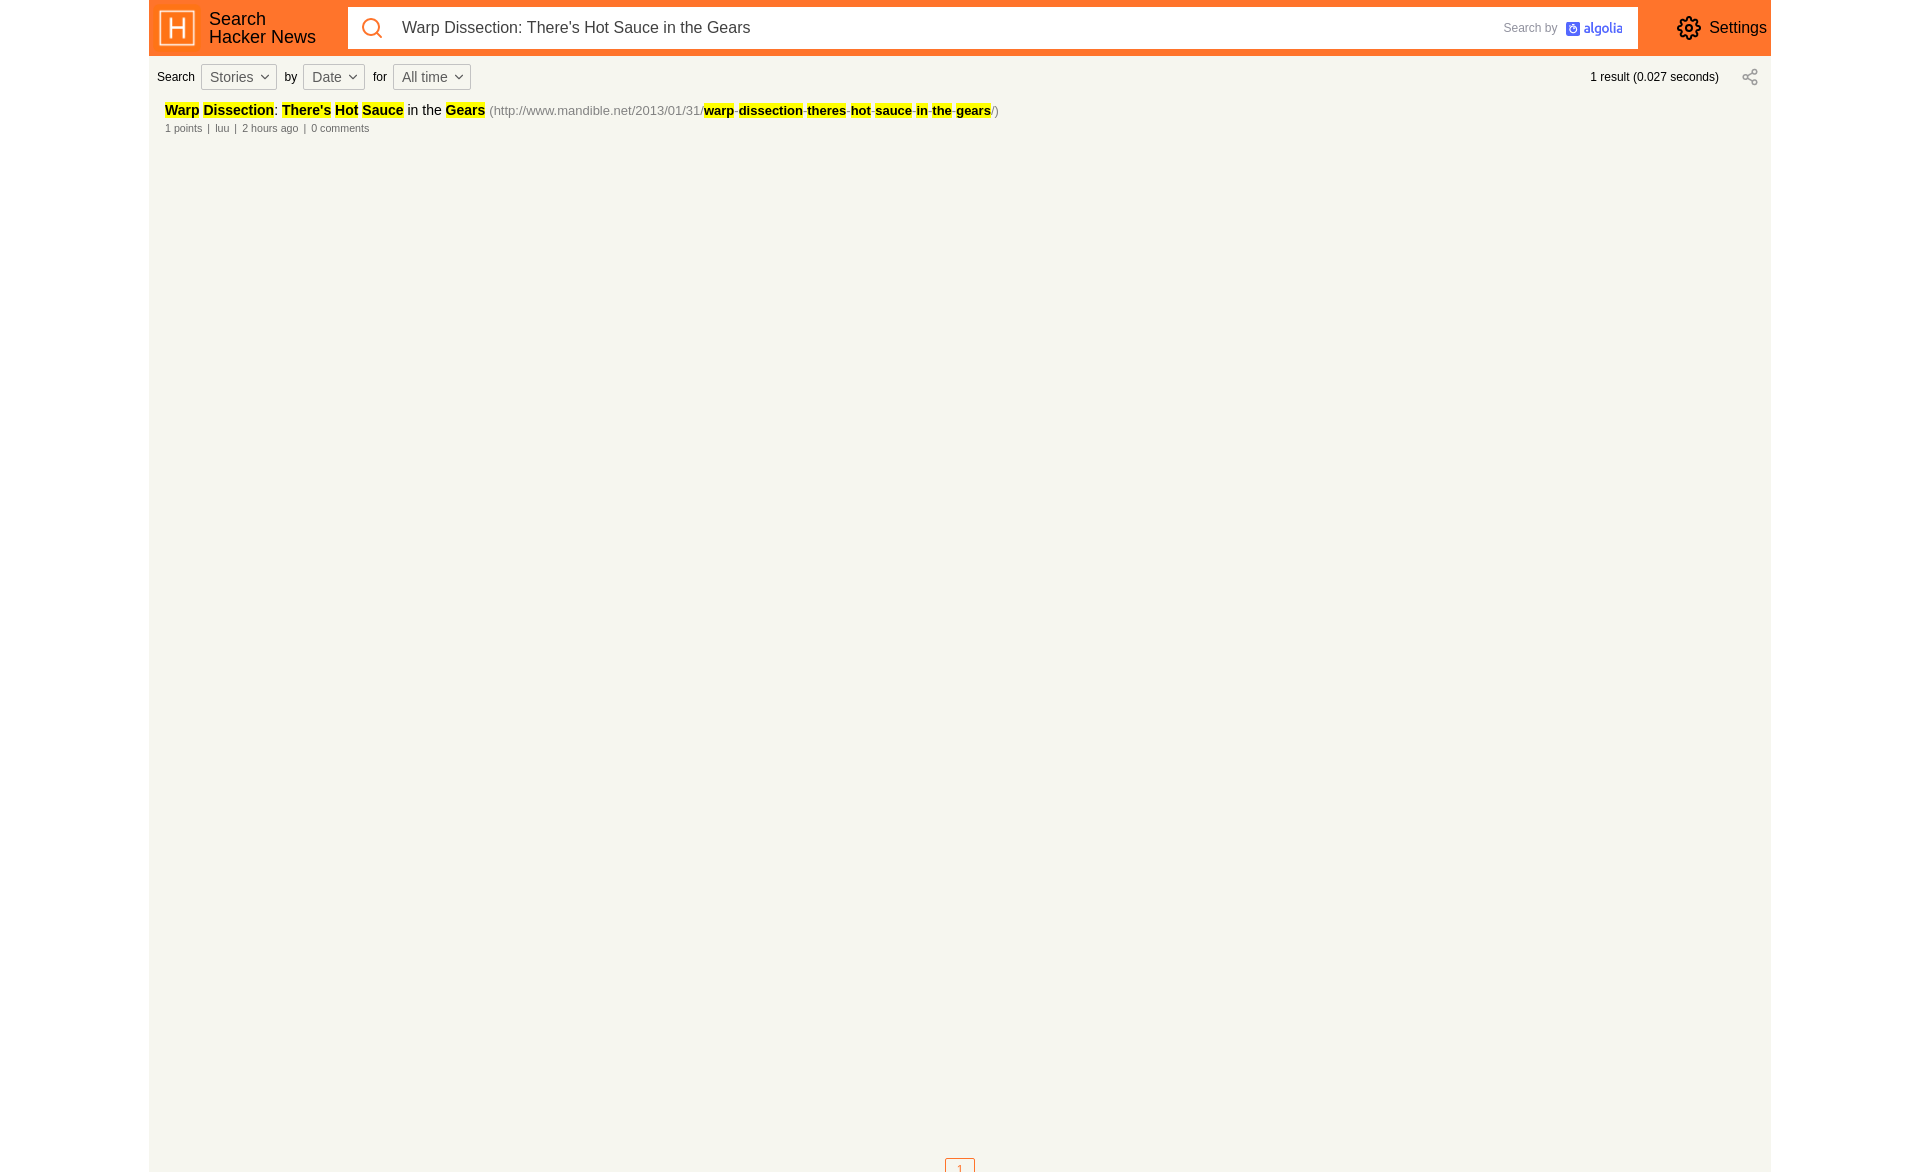 Search
Hacker News
Warp Dissection: There's Hot Sauce in the Gears
Search by algolia
Settings
Search Stories by Date for All time
1 result (0.027 seconds)
Warp Dissection: There's Hot Sauce in the Gears (http://www.mandible.net/2013/01/31/warp-dissection-theres-hot-sauce-in-the-gears/)
1 points | luu | 2 hours ago | 0 comments
1